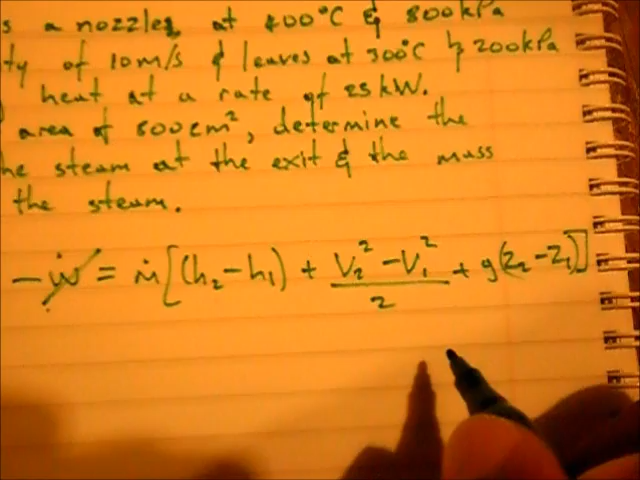 s a nozzles at 400°C & 800kPa
ty of 10m/s & leaves at 300°C & 200kPa
heat at a rate of 25kW.
area of 800cm², determine the
he steam at the exit & the mass
the steam.
-ẇ = ṁ[(h₂-h₁) + (V₂²-V₁²)/2 + g(z₂-z₁)]